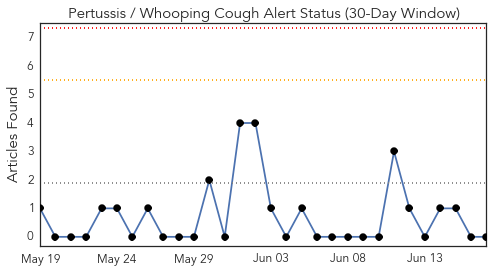 Pertussis / Whooping Cough Alert Status (30-Day Window)
Articles Found
7
6
5
4
3
2
1
0
May 19 May 24 May 29 Jun 03 Jun 08 Jun 13